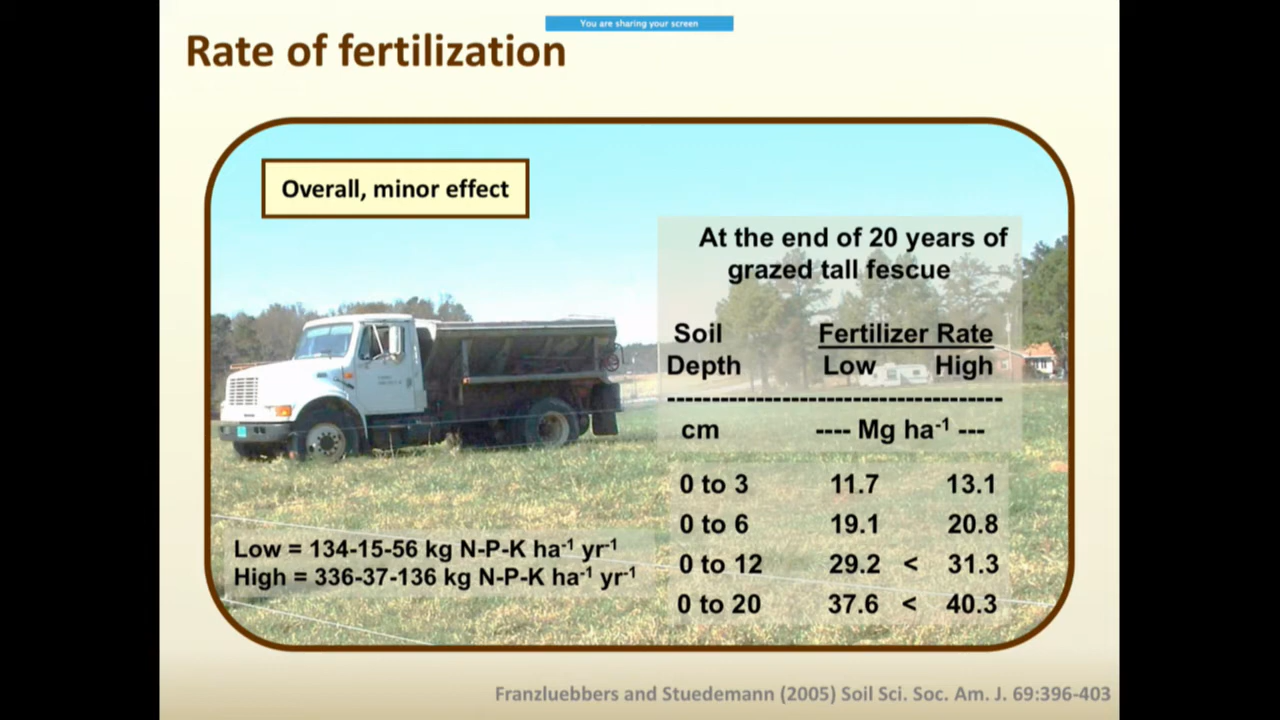 You are sharing your screen
Rate of fertilization
Overall, minor effect
At the end of 20 years of
grazed tall fescue
Soil Fertilizer Rate
Depth Low High
---------------------------------------
cm ---- Mg ha⁻¹ ---
0 to 3 11.7 13.1
0 to 6 19.1 20.8
0 to 12 29.2 < 31.3
0 to 20 37.6 < 40.3
Low = 134-15-56 kg N-P-K ha⁻¹ yr⁻¹
High = 336-37-136 kg N-P-K ha⁻¹ yr⁻¹
Franzluebbers and Stuedemann (2005) Soil Sci. Soc. Am. J. 69:396-403